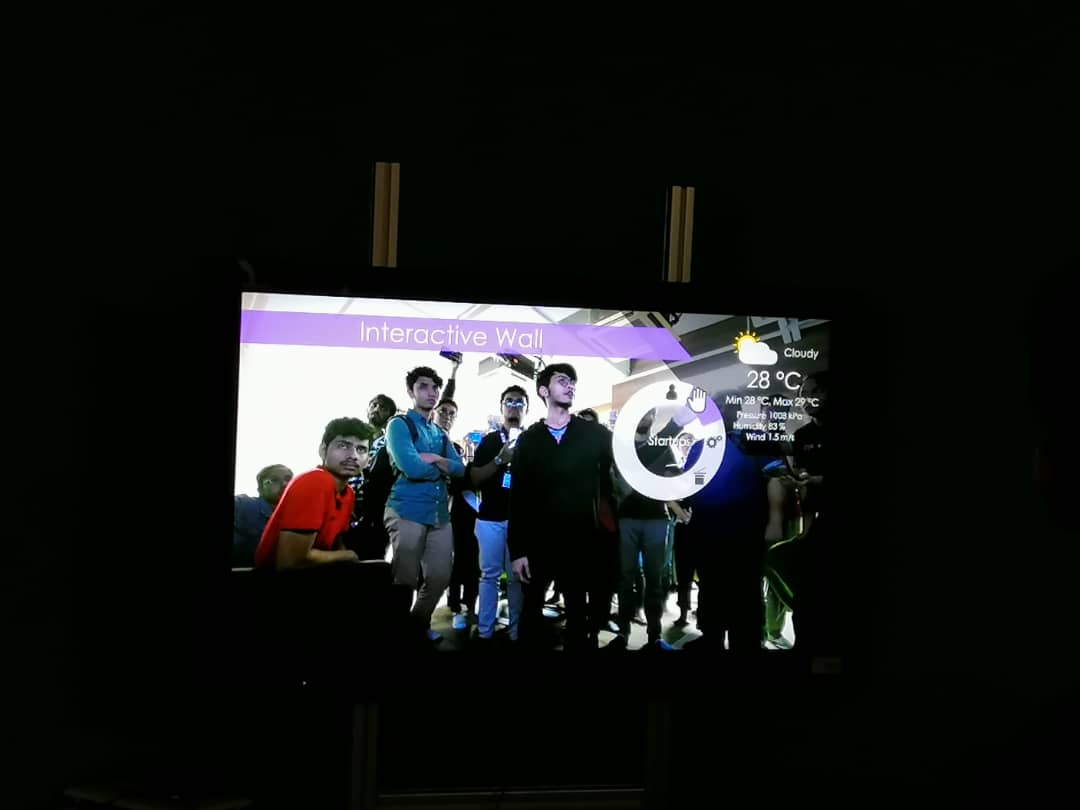 Interactive Wall
Cloudy
28 °C
Min 28 °C, Max 29 °C
Pressure 1008 kPa
Humidity 83 %
Wind 1.5 m/s
Startups